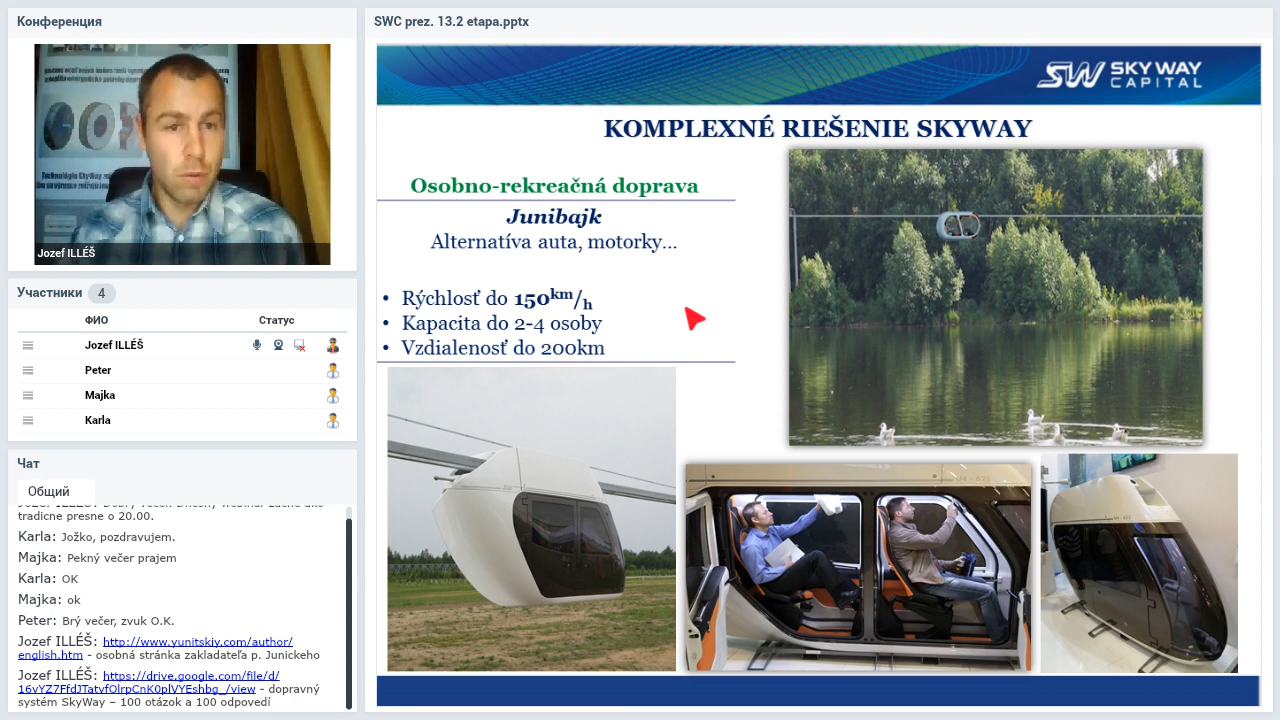 Конференция
Jozef ILLÉŠ
Участники 4
ФИО Статус
Jozef ILLÉŠ
Peter
Majka
Karla
Чат
Общий
tradicne presne o 20.00.
Karla: Jožko, pozdravujem.
Majka: Pekný večer prajem
Karla: OK
Majka: ok
Peter: Brý večer, zvuk O.K.
Jozef ILLÉŠ: http://www.yunitskiy.com/author/
english.htm - osobná stránka zakladateľa p. Junického
Jozef ILLÉŠ: https://drive.google.com/file/d/
16vYZ7FfdJTatvfOlrpCnK0plVYEshbg_/view - dopravný
systém SkyWay – 100 otázok a 100 odpovedí
SWC prez. 13.2 etapa.pptx
SW SKY WAY
CAPITAL
KOMPLEXNÉ RIEŠENIE SKYWAY
Osobno-rekreačná doprava
Junibajk
Alternatíva auta, motorky...
• Rýchlosť do 150km/h
• Kapacita do 2-4 osoby
• Vzdialenosť do 200km